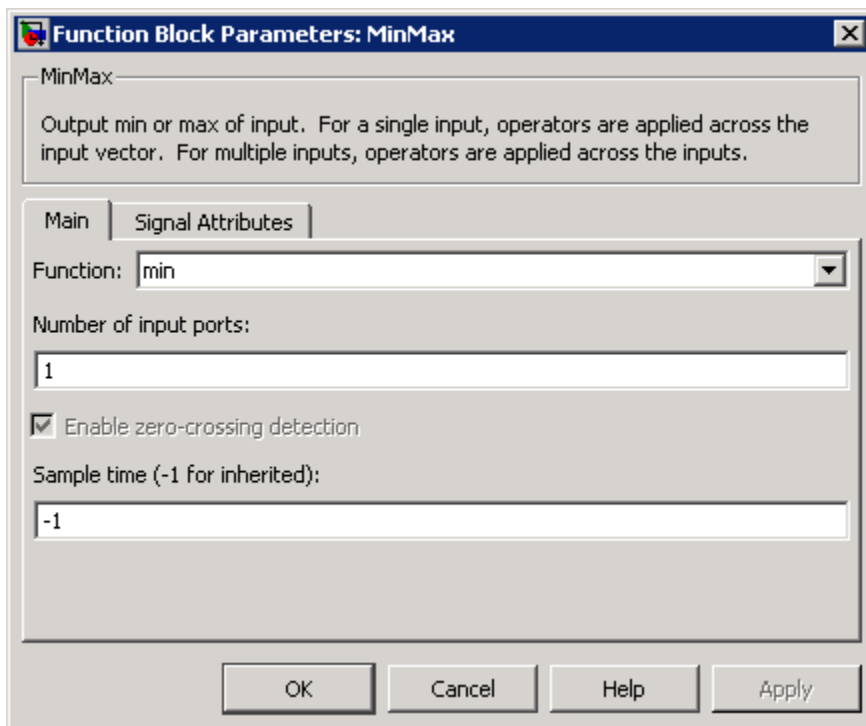 Function Block Parameters: MinMax
MinMax
Output min or max of input.  For a single input, operators are applied across the
input vector.  For multiple inputs, operators are applied across the inputs.
Main
Signal Attributes
Function: min
Number of input ports:
1
Enable zero-crossing detection
Sample time (-1 for inherited):
-1
OK
Cancel
Help
Apply